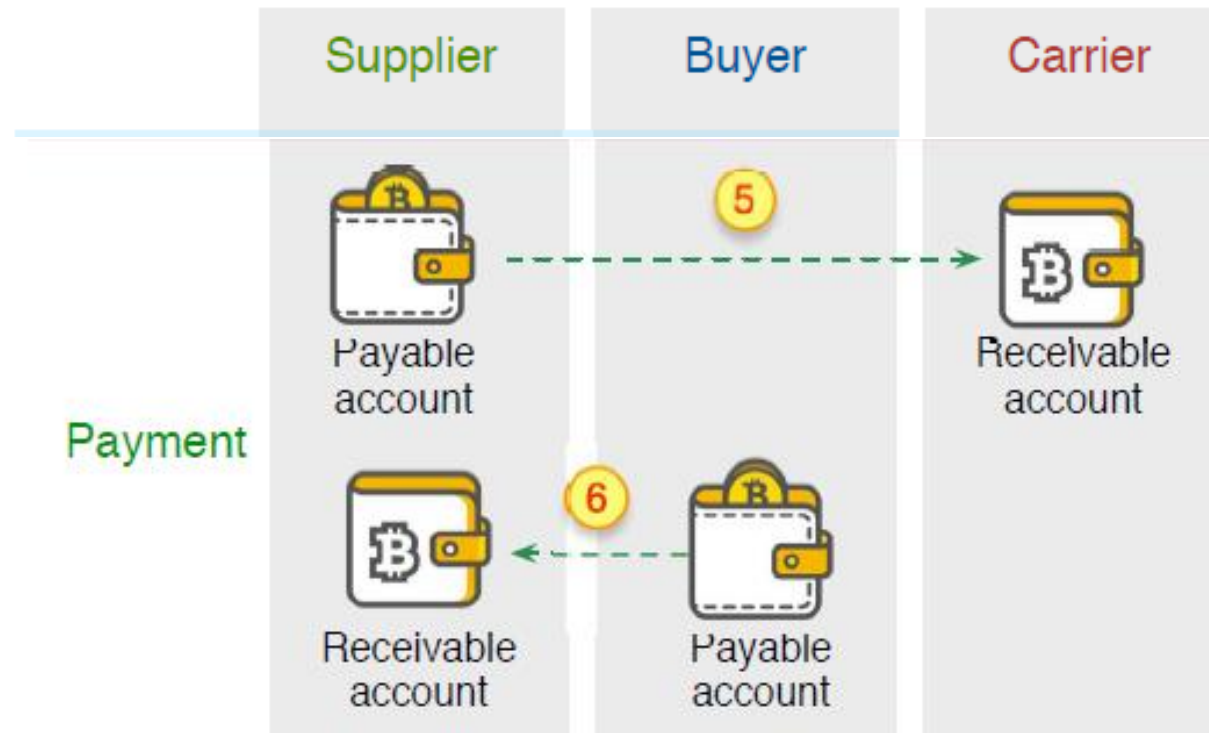 Supplier
Buyer
Carrier
5
Payable
account
Receivable
account
Payment
6
Receivable
account
Payable
account